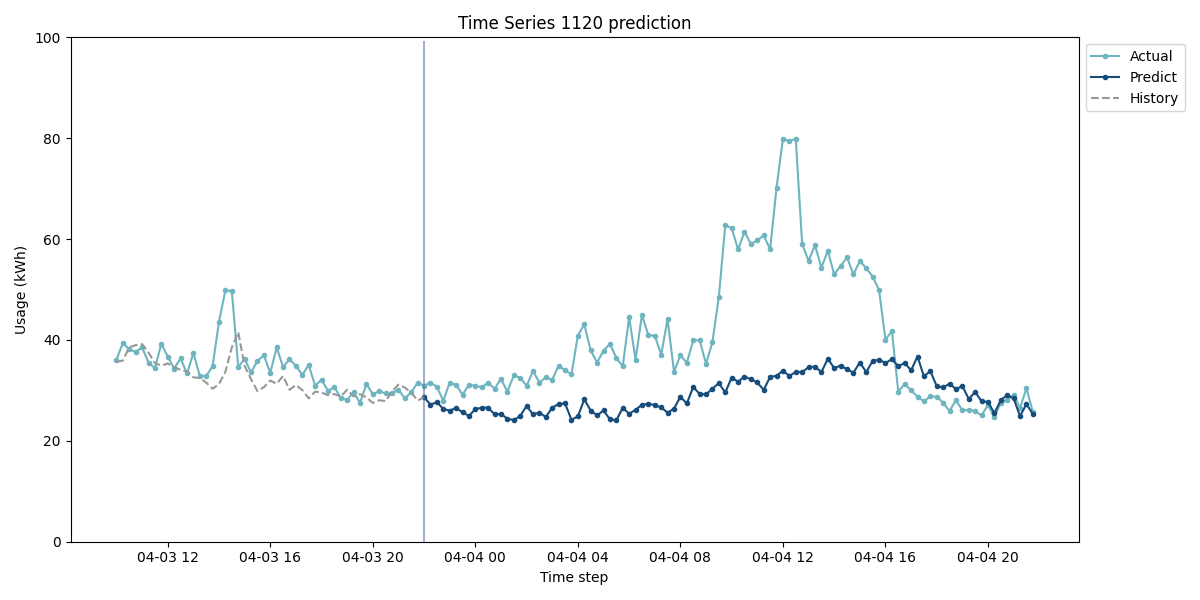 Time Series 1120 prediction
100
80
60
40
20
0
Usage (kWh)
04-03 12
04-03 16
04-03 20
04-04 00
04-04 04
04-04 08
04-04 12
04-04 16
04-04 20
Time step
Actual
Predict
History